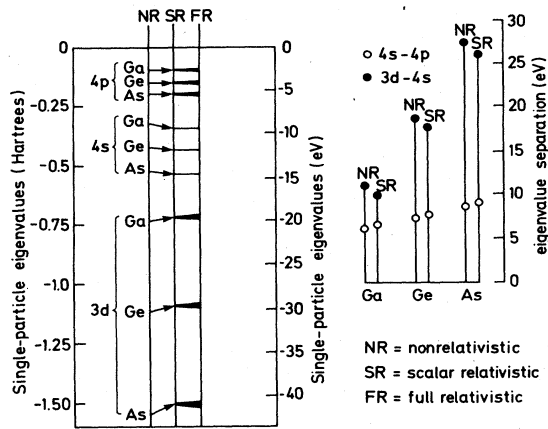 NR SR FR
Single-particle eigenvalues (Hartrees)
0
-0.25
-0.5
-0.75
-1.0
-1.25
-1.50
4p
Ga
Ge
As
4s
Ga
Ge
As
3d
Ga
Ge
As
0
-5
-10
-15
-20
-25
-30
-35
-40
Single-particle eigenvalues (eV)
4s-4p
3d-4s
NR
SR
NR
SR
NR
SR
Ga
Ge
As
30
25
20
15
10
5
0
eigenvalue separation (eV)
NR = nonrelativistic
SR = scalar relativistic
FR = full relativistic